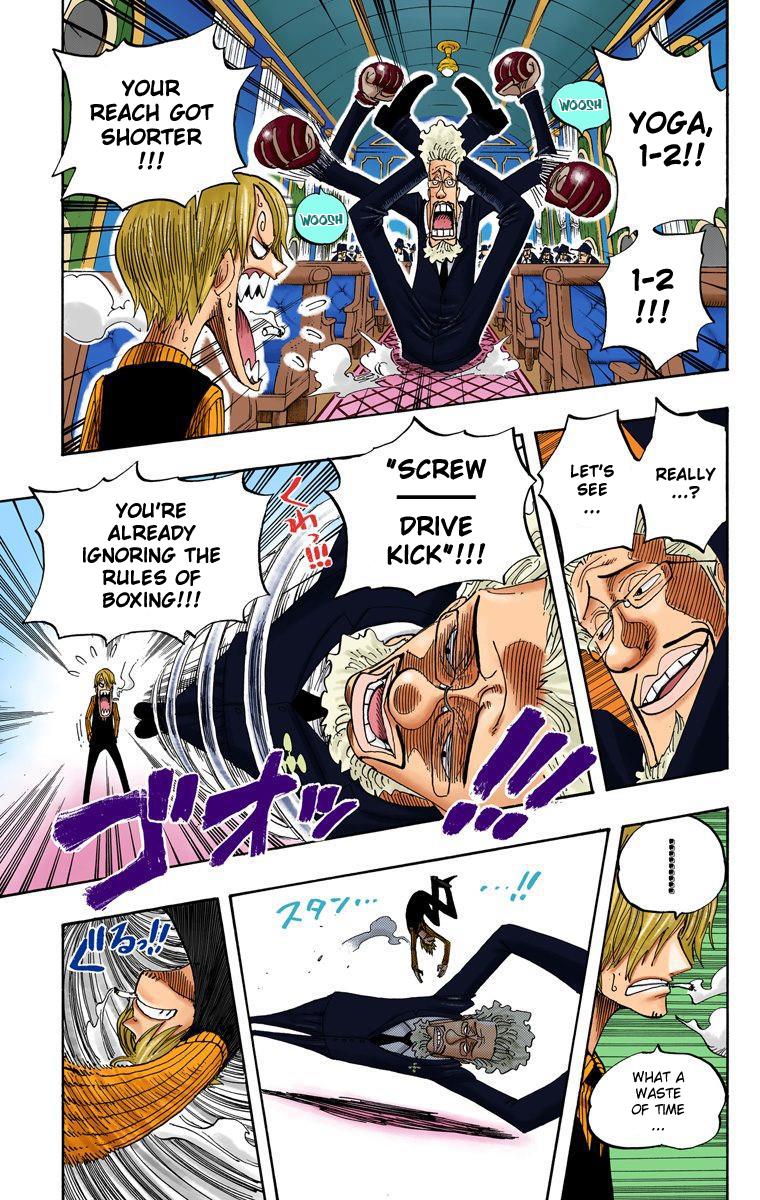 YOGA,
1-2!!
1-2
!!!
WOOSH
WOOSH
YOUR
REACH GOT
SHORTER
!!!
REALLY
...?
LET'S
SEE
...
"SCREW
DRIVE
KICK"!!!
くわっ!!!
YOU'RE
ALREADY
IGNORING THE
RULES OF
BOXING!!!
ゴオッ!!!
.........
WHAT A
WASTE
OF TIME
...
スタン...
...!!
ぐるっ!!